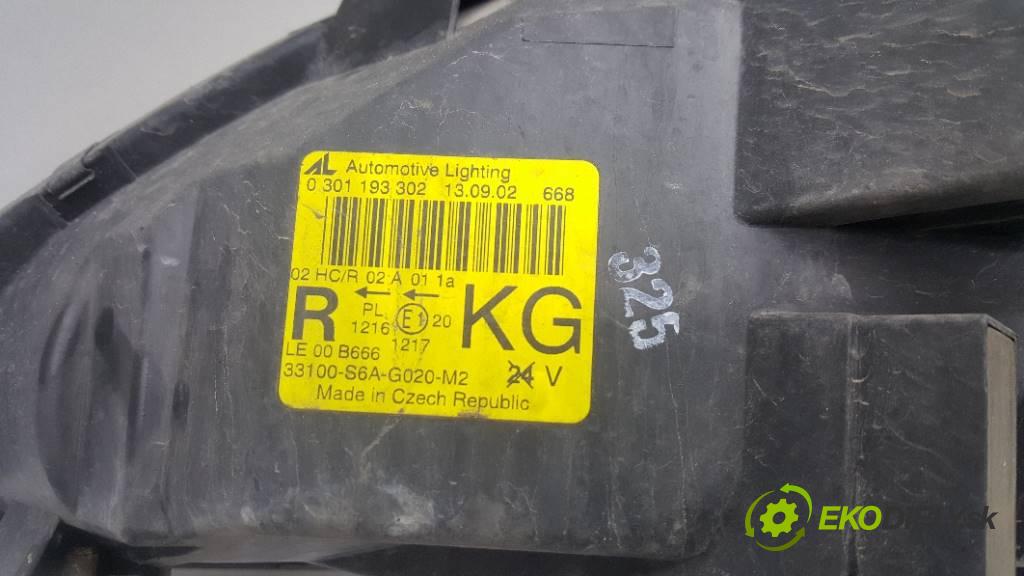 AL Automotive Lighting
0 301 193 302 13.09.02 668
02 HC/R 02 A 01 1a
R PL E1 20 KG
1216
1217
LE 00 B666
33100-S6A-G020-M2 24 V
Made in Czech Republic
325